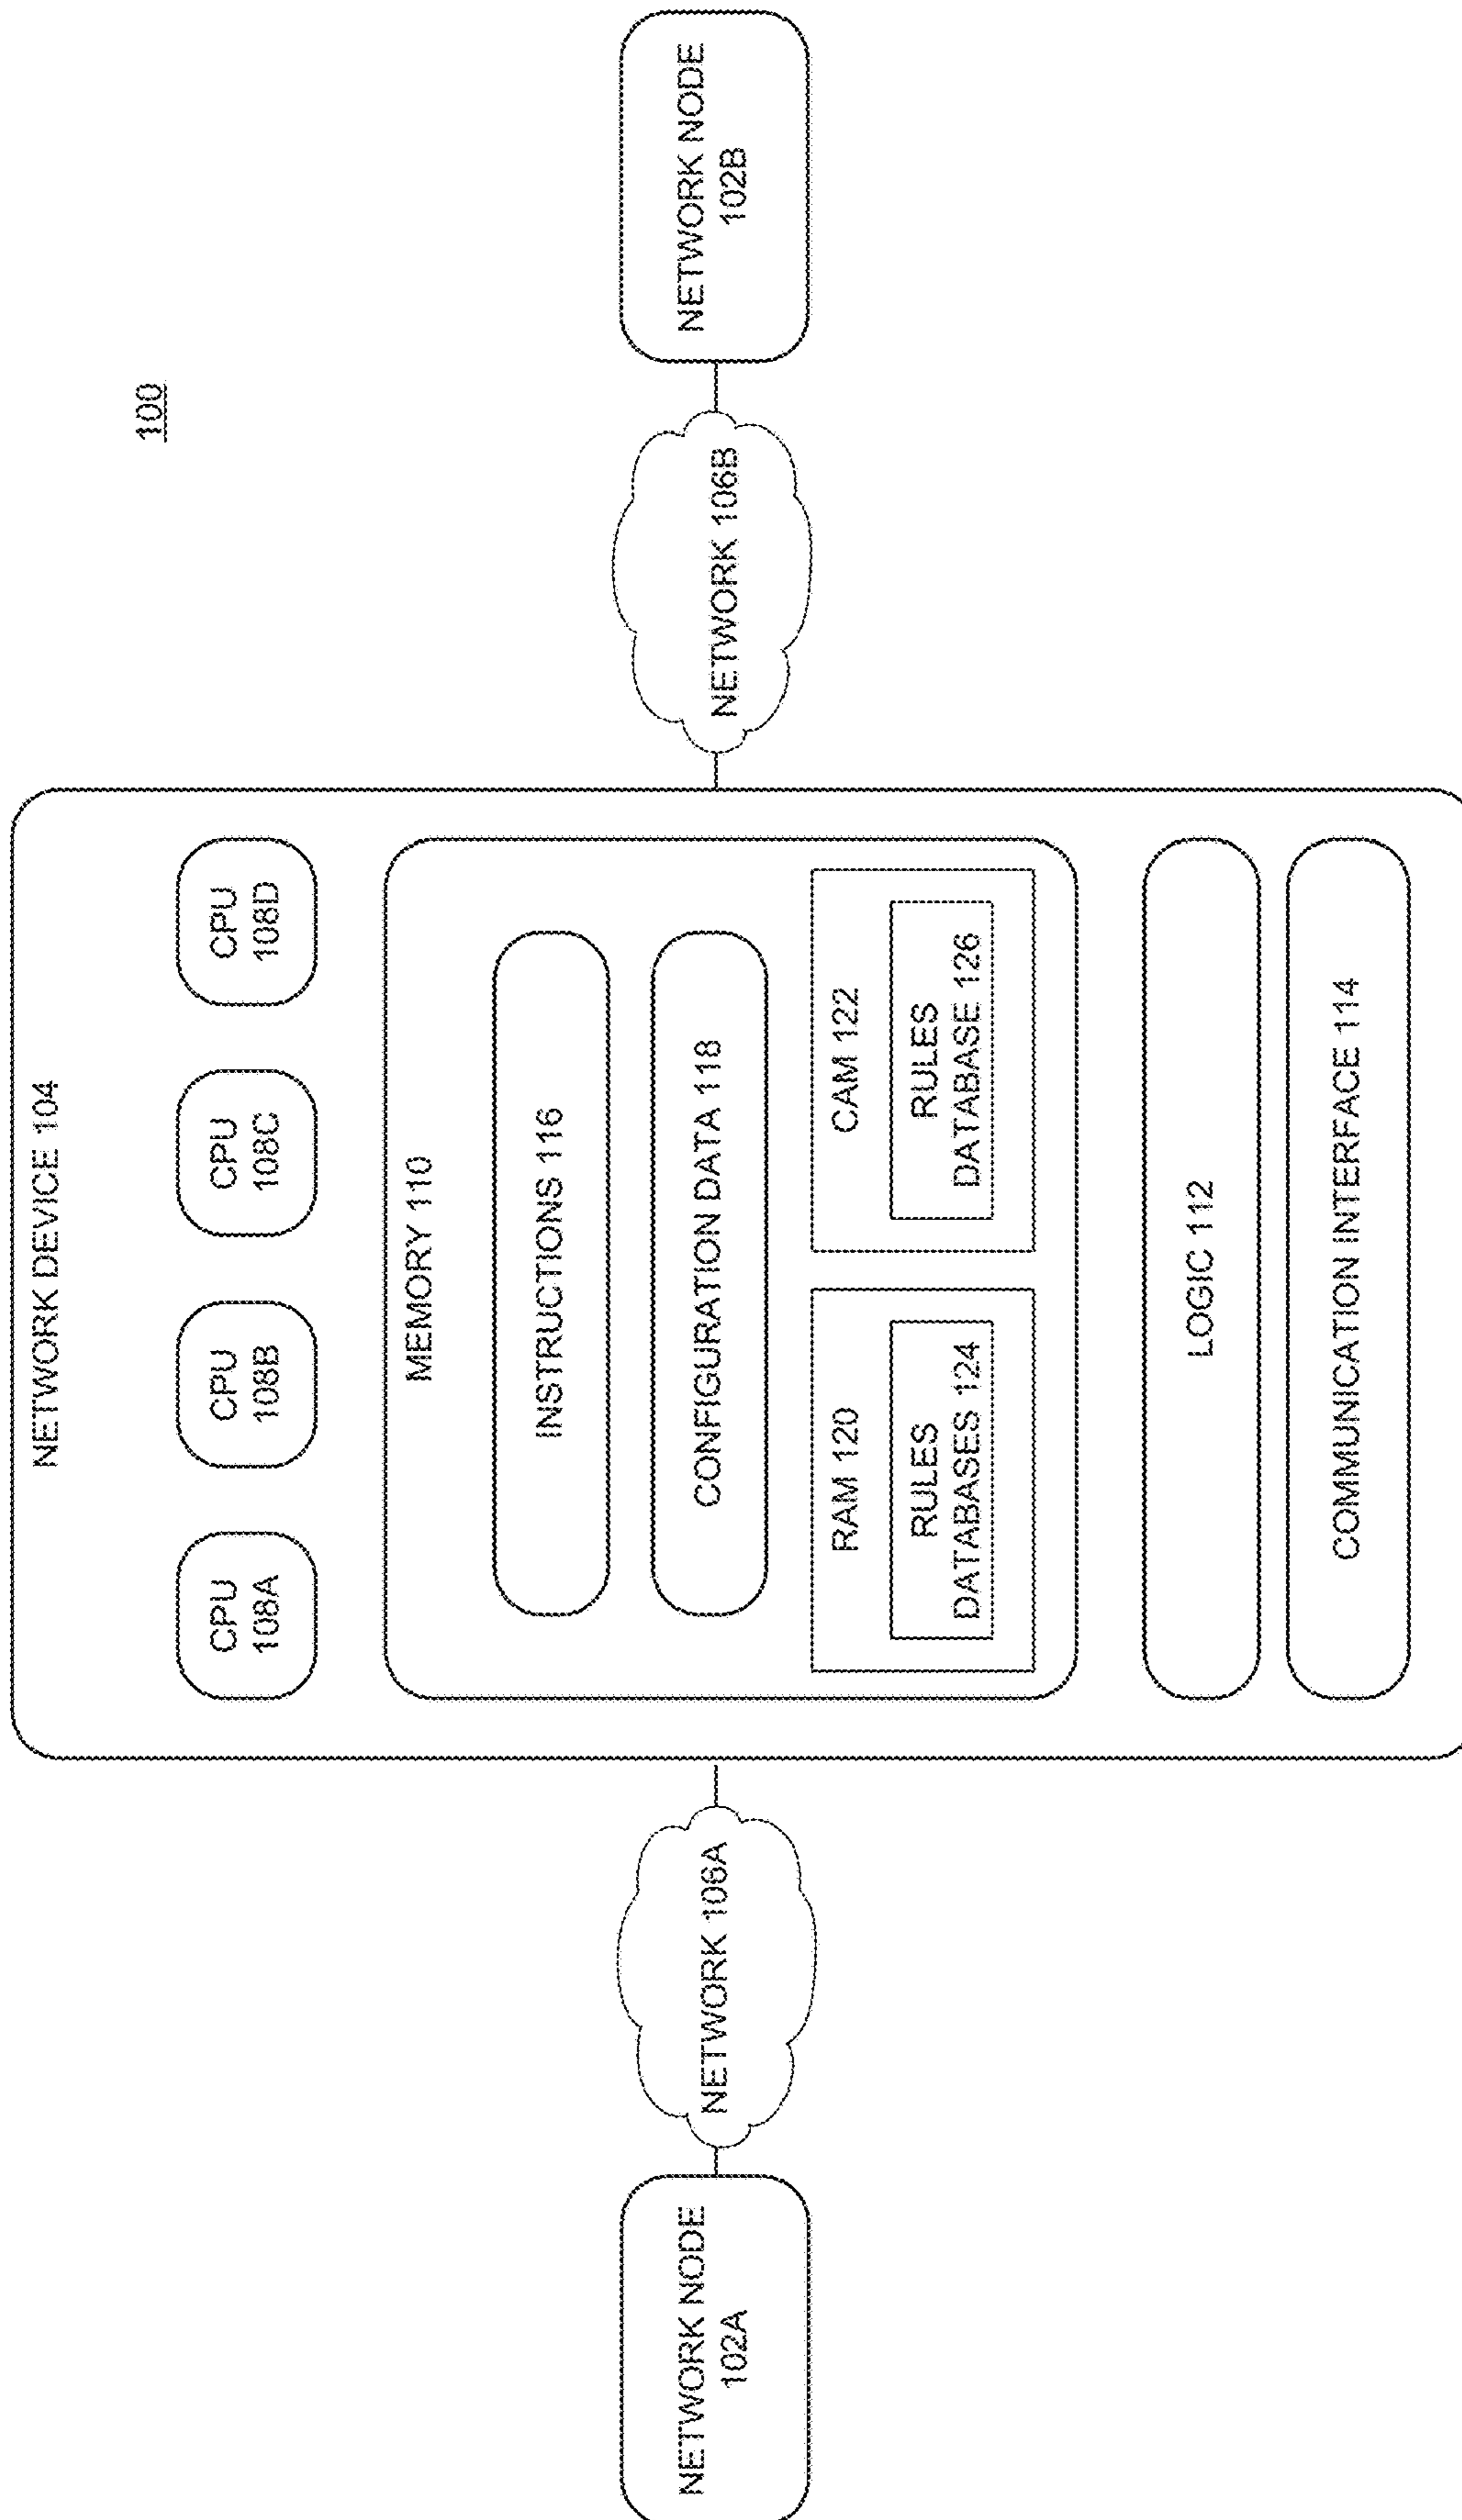 100
NETWORK DEVICE 104
CPU
108A
CPU
108B
CPU
108C
CPU
108D
MEMORY 110
INSTRUCTIONS 116
CONFIGURATION DATA 118
RAM 120
RULES
DATABASES 124
CAM 122
RULES
DATABASE 126
LOGIC 112
COMMUNICATION INTERFACE 114
NETWORK NODE
102A
NETWORK 106A
NETWORK 106B
NETWORK NODE
102B